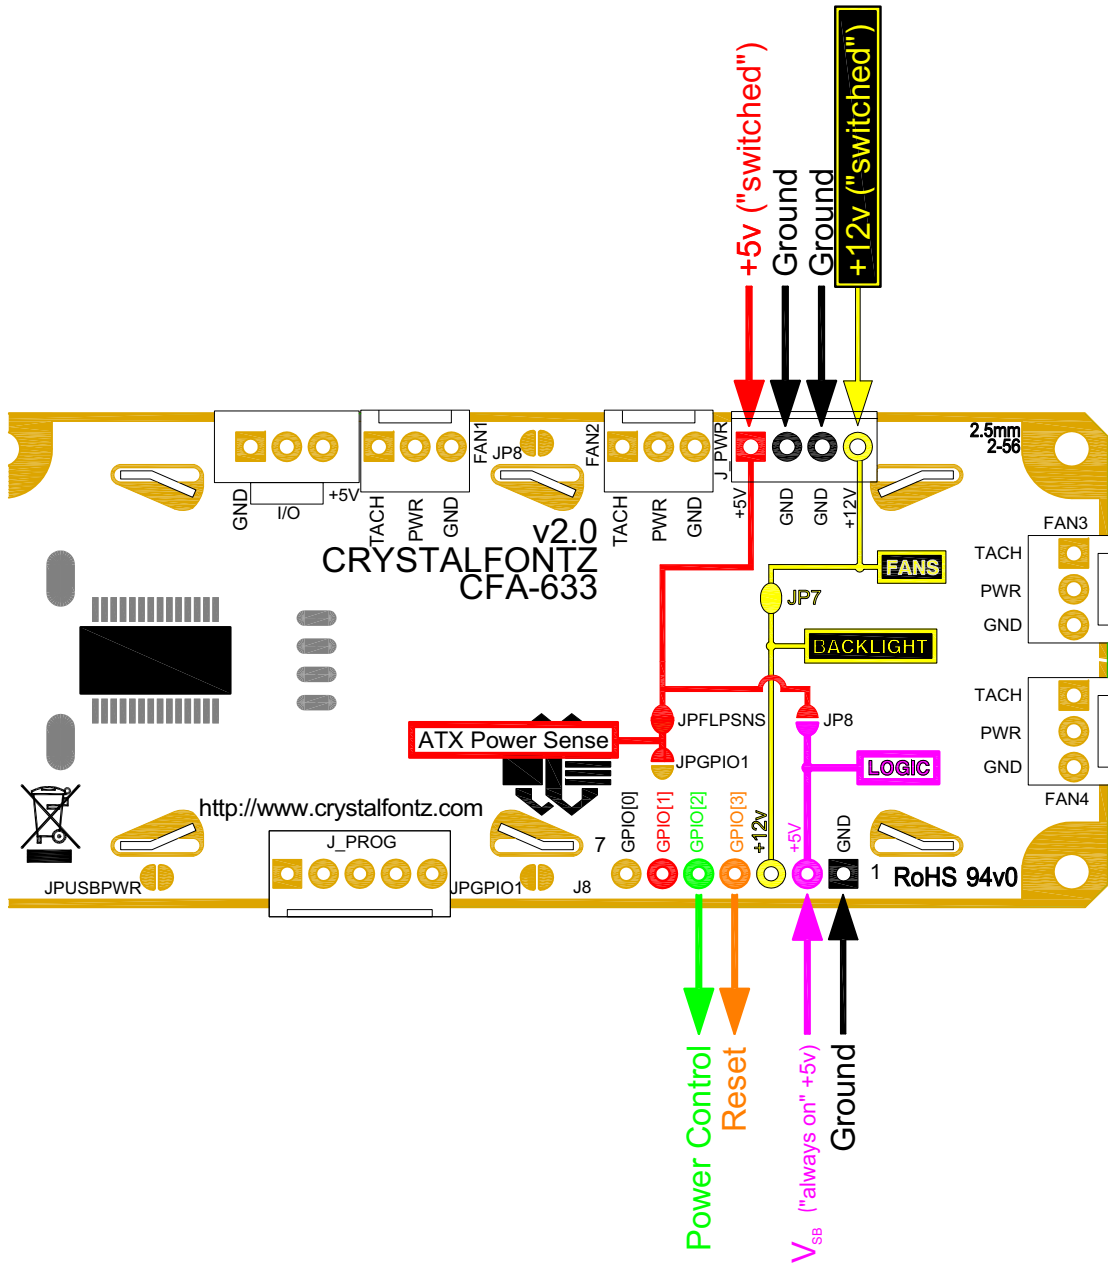 +5v ("switched")
Ground
Ground
+12v ("switched")
GND
I/O
+5V
TACH
PWR
GND
FAN1
JP8
FAN2
TACH
PWR
GND
J_PWR
+5V
GND
GND
+12V
2.5mm
2-56
v2.0
CRYSTALFONTZ
CFA-633
FANS
JP7
BACKLIGHT
FAN3
TACH
PWR
GND
TACH
PWR
GND
FAN4
JPFLPSNS
JP8
ATX Power Sense
JPGPIO1
LOGIC
http://www.crystalfontz.com
J_PROG
JPUSBPWR
JPGPIO1
J8
7
GPIO[0]
GPIO[1]
GPIO[2]
GPIO[3]
+12v
+5V
GND
1
RoHS 94v0
Power Control
Reset
VSB ("always on" +5v)
Ground